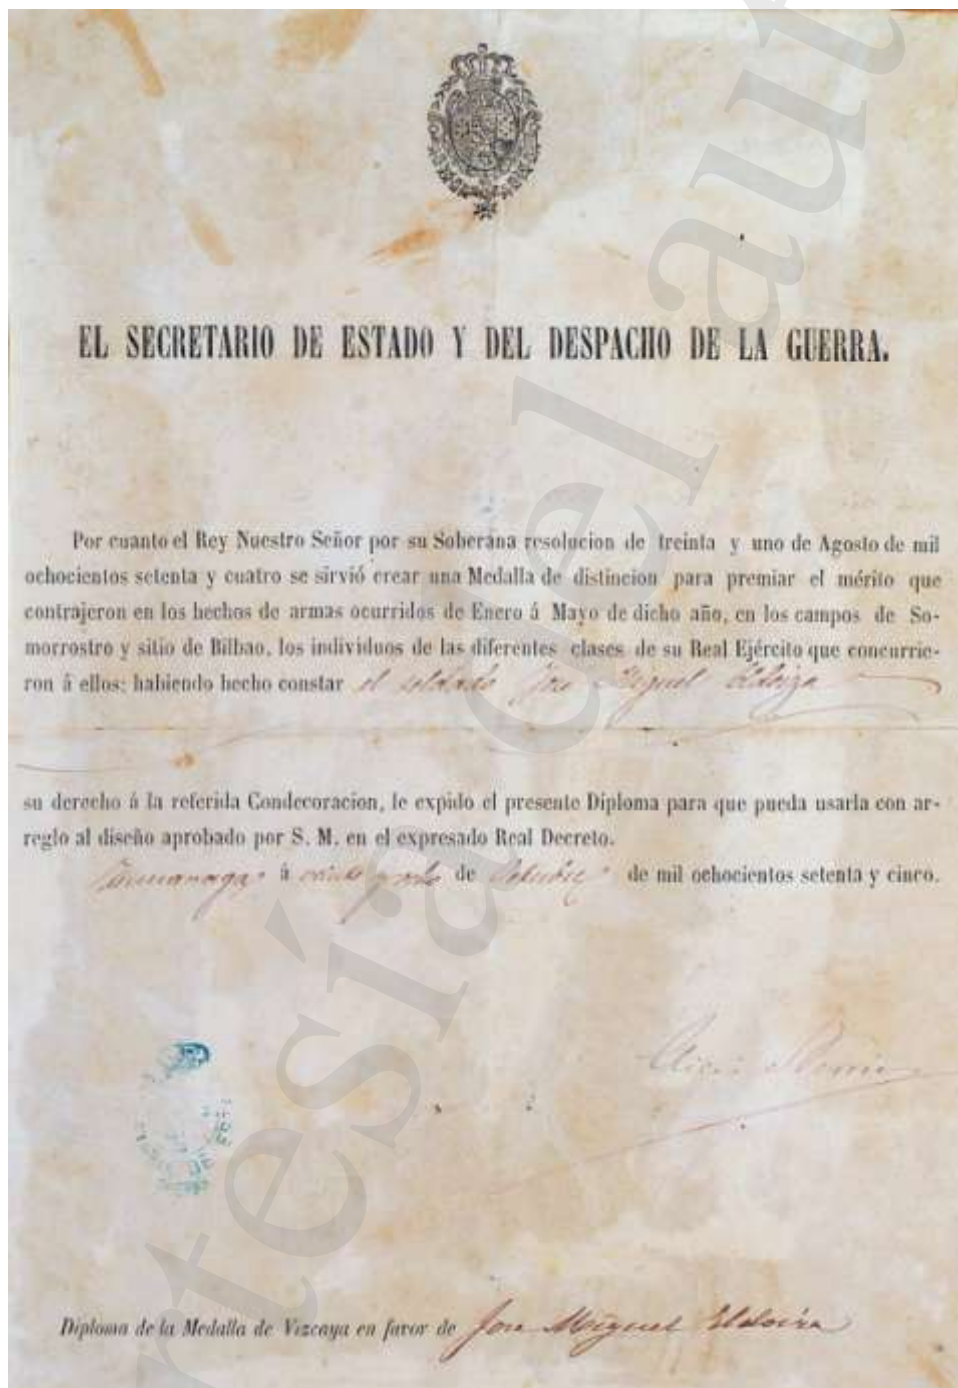 EL SECRETARIO DE ESTADO Y DEL DESPACHO DE LA GUERRA.
Por cuanto el Rey Nuestro Señor por su Soberana resolucion de treinta y uno de Agosto de mil
ochocientos setenta y cuatro se sirvió crear una Medalla de distincion para premiar el mérito que
contrajeron en los hechos de armas ocurridos de Enero á Mayo de dicho año, en los campos de So-
morrostro y sitio de Bilbao, los individuos de las diferentes clases de su Real Ejército que concurrie-
ron á ellos; habiendo hecho constar el soldado Jose Miguel
su derecho á la referida Condecoracion, le expido el presente Diploma para que pueda usarla con ar-
reglo al diseño aprobado por S. M. en el expresado Real Decreto.
á de de mil ochocientos setenta y cinco.
Diploma de la Medalla de Vizcaya en favor de Jose Miguel